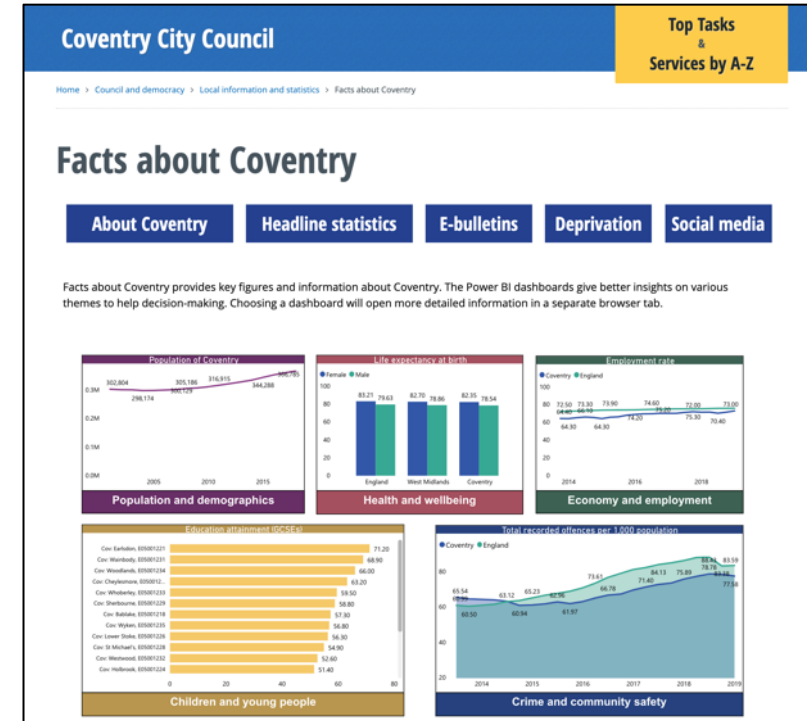 Coventry City Council
Top Tasks
&
Services by A-Z
Home > Council and democracy > Local information and statistics > Facts about Coventry
Facts about Coventry
About Coventry
Headline statistics
E-bulletins
Deprivation
Social media
Facts about Coventry provides key figures and information about Coventry. The Power BI dashboards give better insights on various
themes to help decision-making. Choosing a dashboard will open more detailed information in a separate browser tab.
Population of Coventry
302,804
298,174
305,186
300,129
316,915
344,288
0.3M
0.2M
0.1M
0.0M
2005 2010 2015
Population and demographics
Life expectancy at birth
Female Male
100
80
60
40
20
0
83.21 79.63
82.70 78.86
82.35 78.54
England West Midlands Coventry
Health and wellbeing
Employment rate
Coventry England
100
80
60
40
20
0
72.50 73.30 73.90 74.60 72.00 73.00
64.40 66.10 75.20
64.30 64.30 74.20 75.30 70.40
2014 2016 2018
Economy and employment
Education attainment (GCSEs)
Cov: Earlsdon, E05001221 71.20
Cov: Wainbody, E05001231 68.90
Cov: Woodlands, E05001234 66.00
Cov: Cheylesmore, E050012... 63.20
Cov: Whoberley, E05001233 59.50
Cov: Sherbourne, E05001229 58.80
Cov: Bablake, E05001218 57.30
Cov: Wyken, E05001235 56.80
Cov: Lower Stoke, E05001226 56.30
Cov: St Michael's, E05001228 54.90
Cov: Westwood, E05001232 52.60
Cov: Holbrook, E05001224 51.40
0 20 40 60 80
Children and young people
Total recorded offences per 1,000 population
Coventry England
80
60
40
20
65.54
60.50
63.12
60.94
65.23
62.96
61.97
73.61
66.78
71.40
84.13
75.89
78.78
83.59
77.58
2014 2015 2016 2017 2018 2019
Crime and community safety